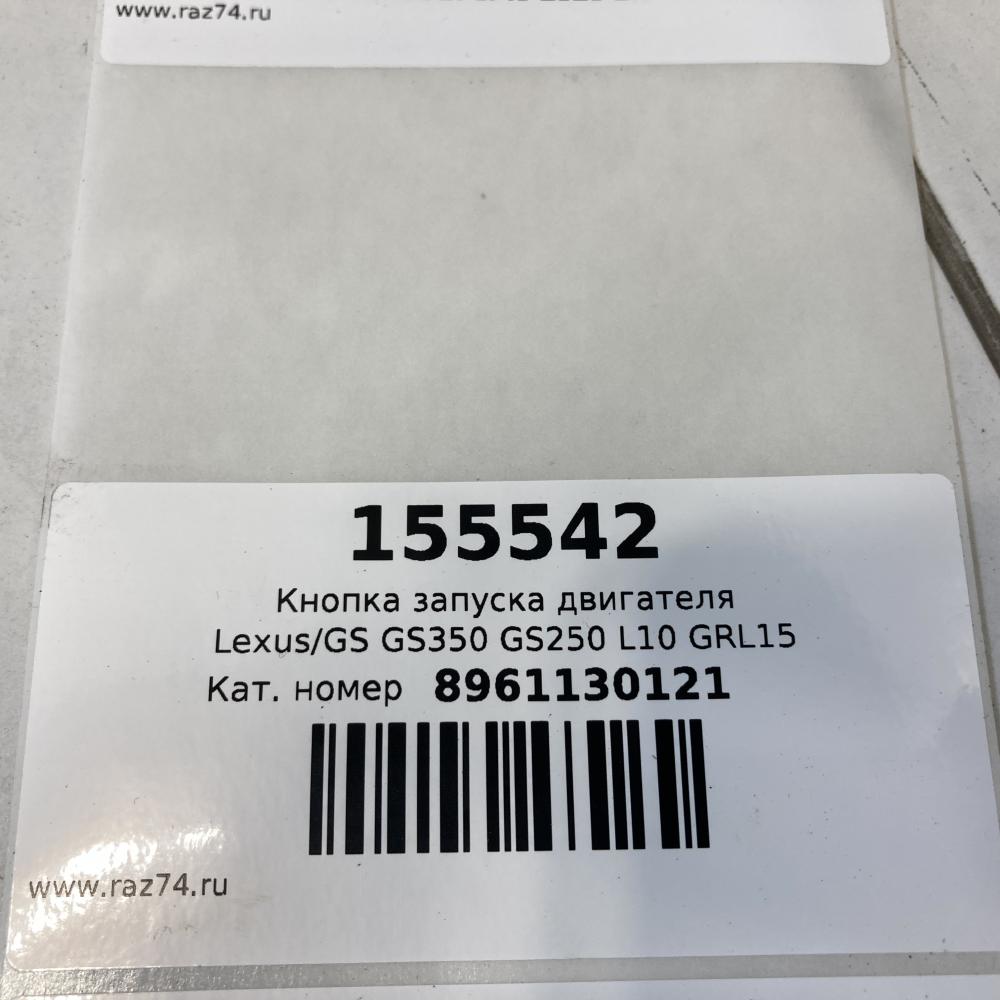 www.raz74.ru
155542
Кнопка запуска двигателя
Lexus/GS GS350 GS250 L10 GRL15
Кат. номер 8961130121
www.raz74.ru